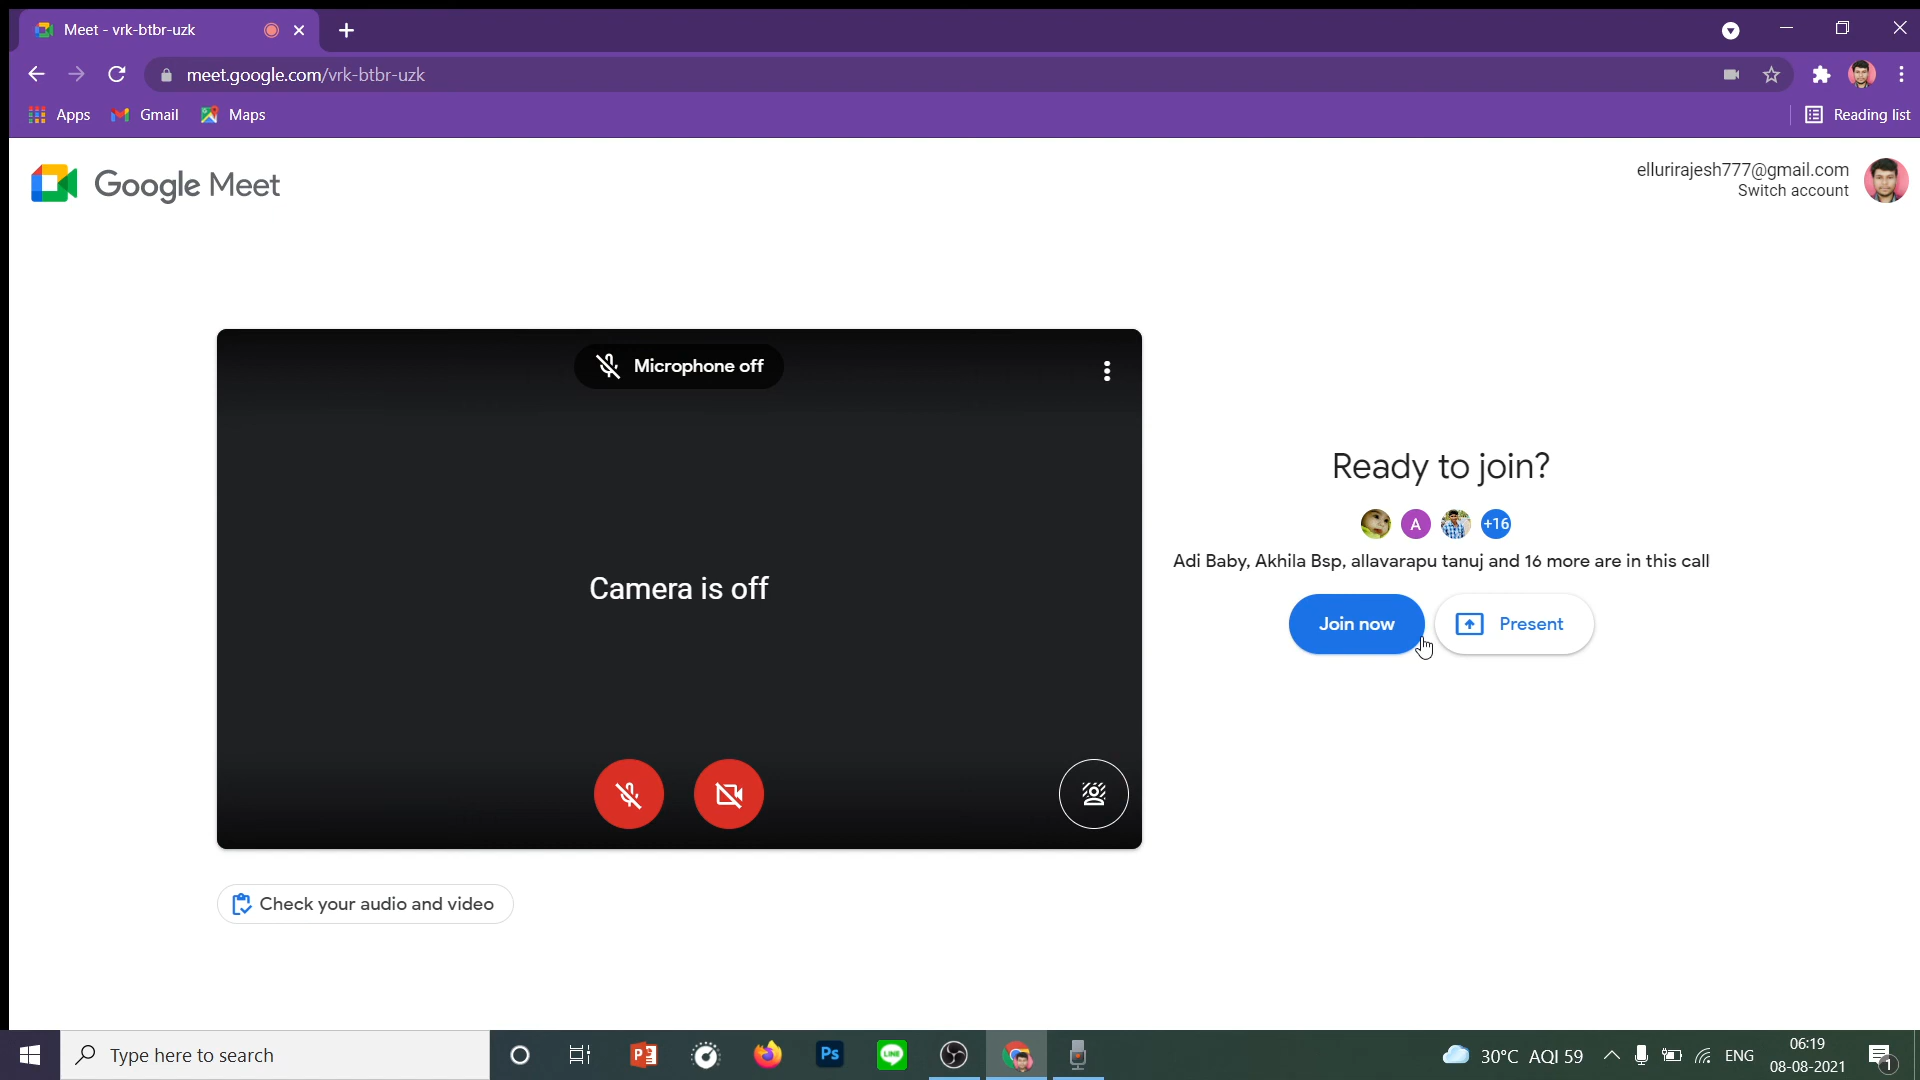 Meet - vrk-btbr-uzk
meet.google.com/vrk-btbr-uzk
Apps Gmail Maps Reading list
Google Meet
ellurirajesh777@gmail.com
Switch account
Microphone off
Camera is off
Ready to join?
A +16
Adi Baby, Akhila Bsp, allavarapu tanuj and 16 more are in this call
Join now Present
Check your audio and video
Type here to search
Ps
LINE
30°C AQI 59
ENG
06:19
08-08-2021
1